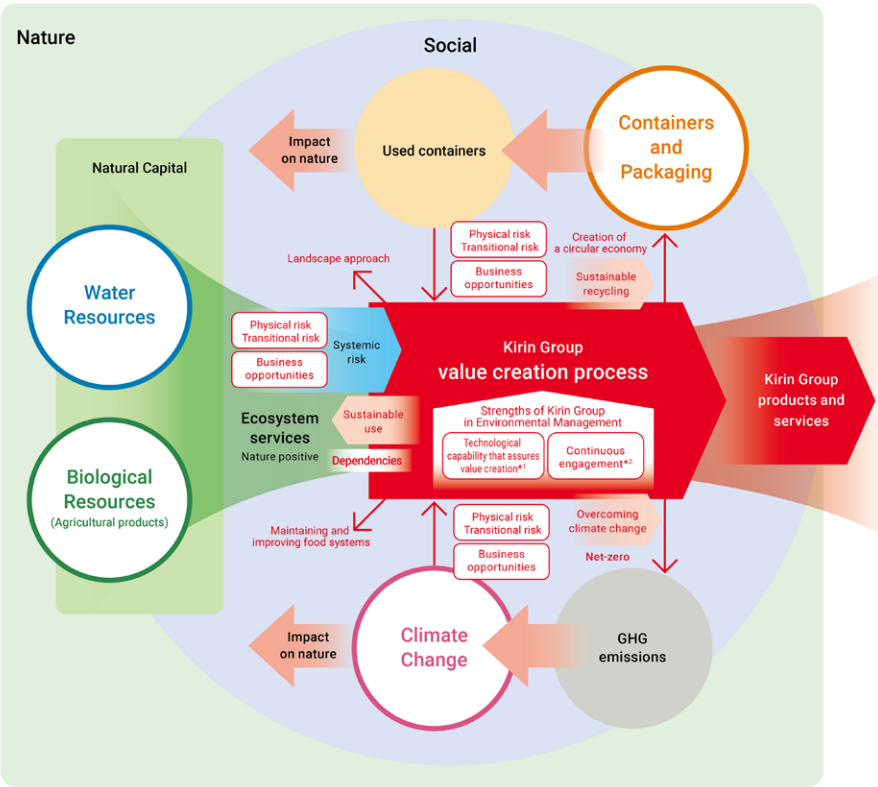 Nature
Social
Containers
and
Packaging
Used containers
Impact
on nature
Natural Capital
Physical risk
Transitional risk
Business
opportunities
Creation of
a circular economy
Sustainable
recycling
Landscape approach
Water
Resources
Physical risk
Transitional risk
Business
opportunities
Systemic
risk
Kirin Group
value creation process
Kirin Group
products and
services
Strengths of Kirin Group
in Environmental Management
Technological
capability that assures
value creation*1
Continuous
engagement*2
Ecosystem
services
Nature positive
Sustainable
use
Dependencies
Biological
Resources
(Agricultural products)
Maintaining and
improving food systems
Physical risk
Transitional risk
Business
opportunities
Overcoming
climate change
Net-zero
Impact
on nature
Climate
Change
GHG
emissions